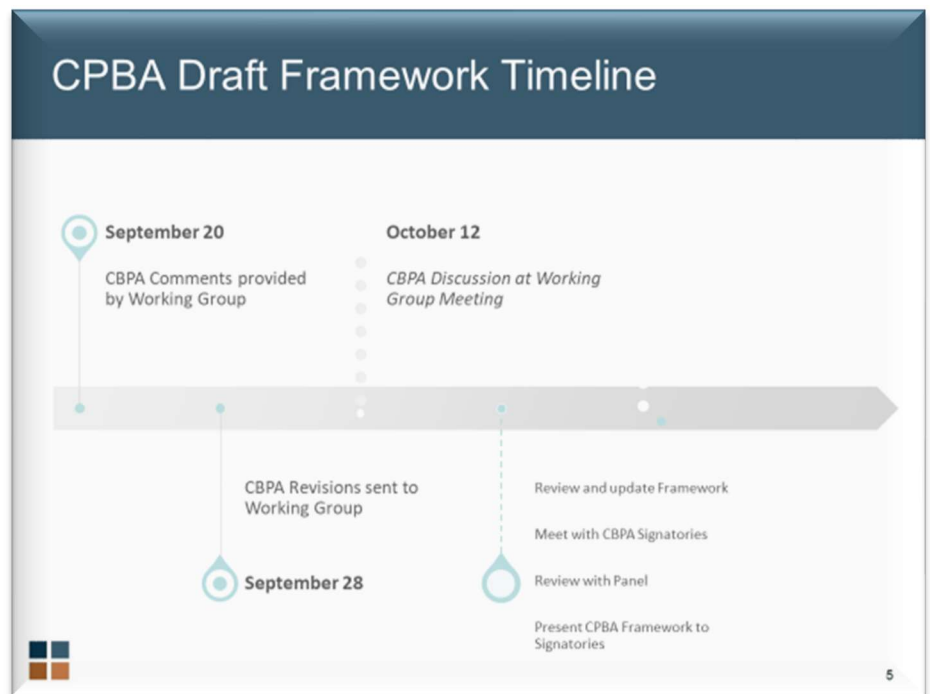 CPBA Draft Framework Timeline
September 20
CBPA Comments provided
by Working Group
October 12
CBPA Discussion at Working
Group Meeting
CBPA Revisions sent to
Working Group
September 28
Review and update Framework
Meet with CBPA Signatories
Review with Panel
Present CPBA Framework to
Signatories
5